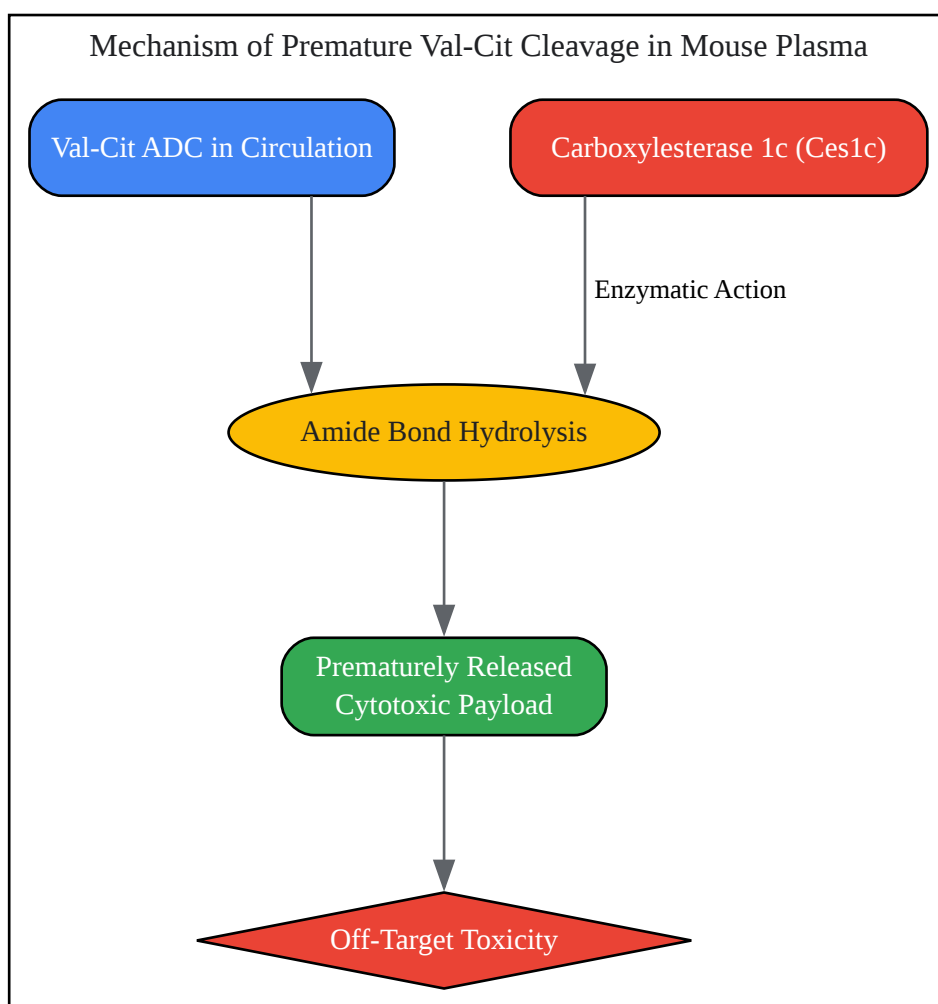 Mechanism of Premature Val-Cit Cleavage in Mouse Plasma
Val-Cit ADC in Circulation
Carboxylesterase 1c (Ces1c)
Enzymatic Action
Amide Bond Hydrolysis
Prematurely Released
Cytotoxic Payload
Off-Target Toxicity